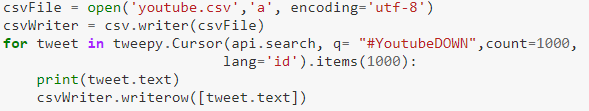 csvFile = open('youtube.csv','a', encoding='utf-8')
csvWriter = csv.writer(csvFile)
for tweet in tweepy.Cursor(api.search, q= "#YoutubeDOWN",count=1000,
                           lang='id').items(1000):
    print(tweet.text)
    csvWriter.writerow([tweet.text])